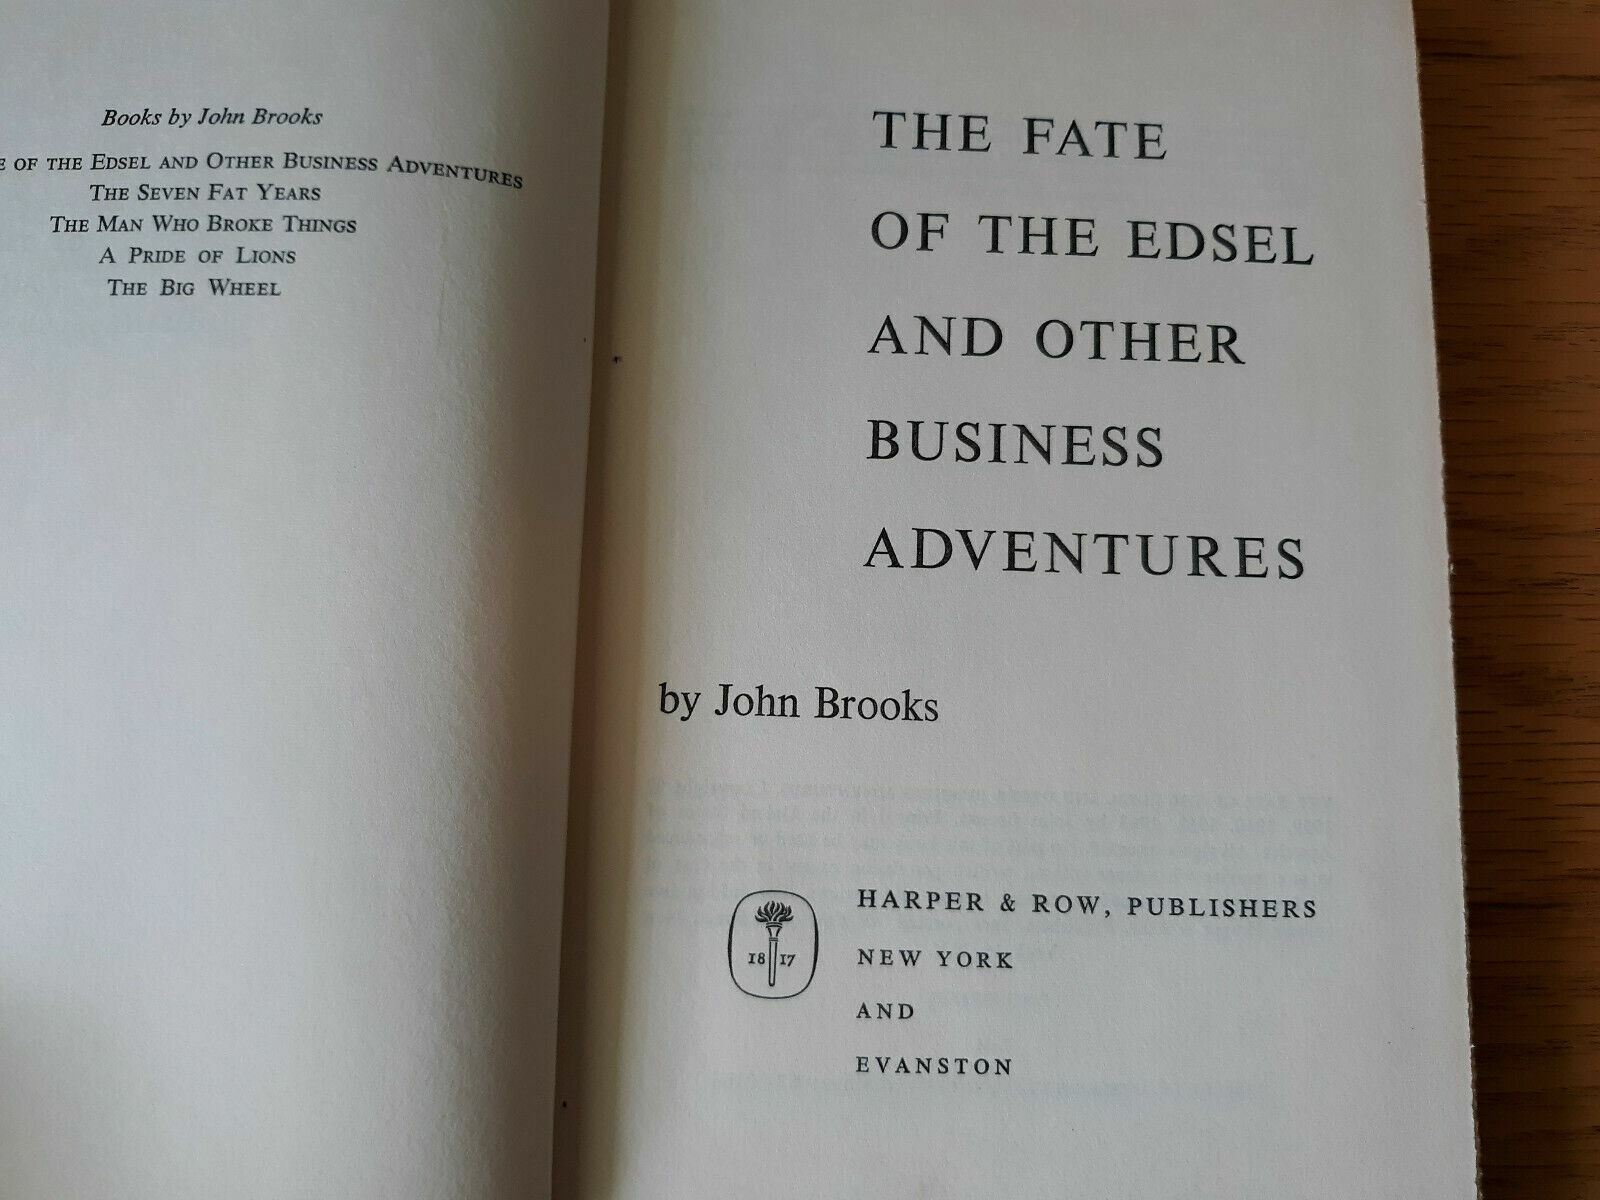 Books by John Brooks
E OF THE EDSEL AND OTHER BUSINESS ADVENTURES
THE SEVEN FAT YEARS
THE MAN WHO BROKE THINGS
A PRIDE OF LIONS
THE BIG WHEEL
THE FATE
OF THE EDSEL
AND OTHER
BUSINESS
ADVENTURES
by John Brooks
1817
HARPER & ROW, PUBLISHERS
NEW YORK
AND
EVANSTON